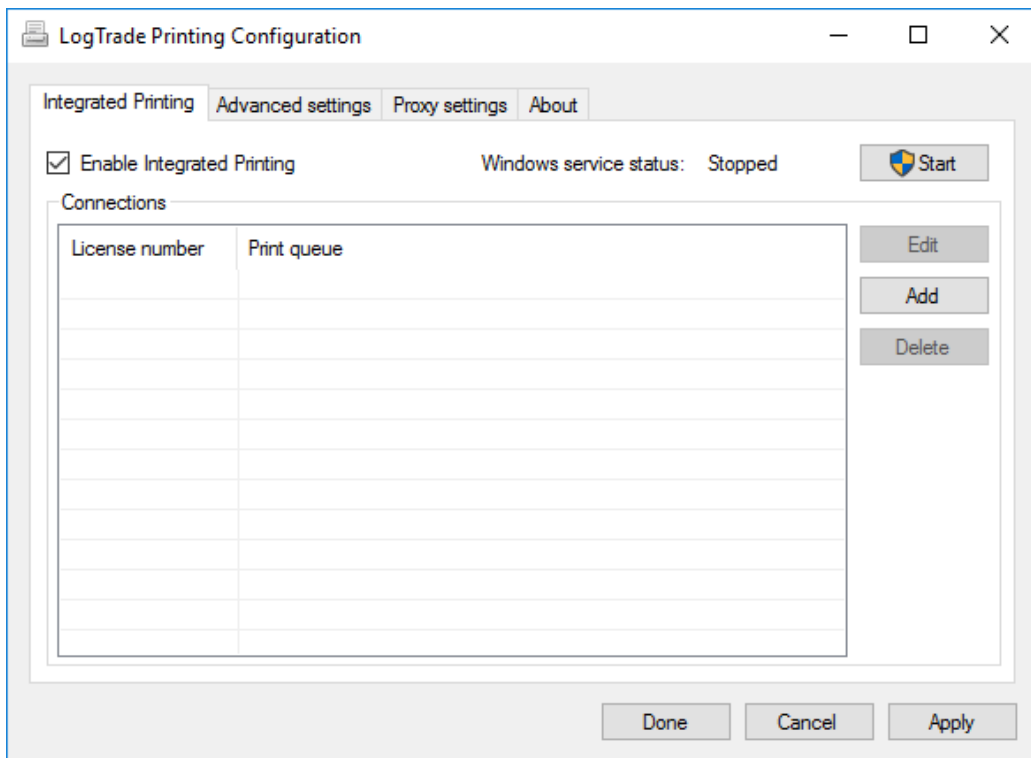 LogTrade Printing Configuration
Integrated Printing Advanced settings Proxy settings About
Enable Integrated Printing Windows service status: Stopped Start
Connections
License number Print queue Edit
Add
Delete
Done Cancel Apply